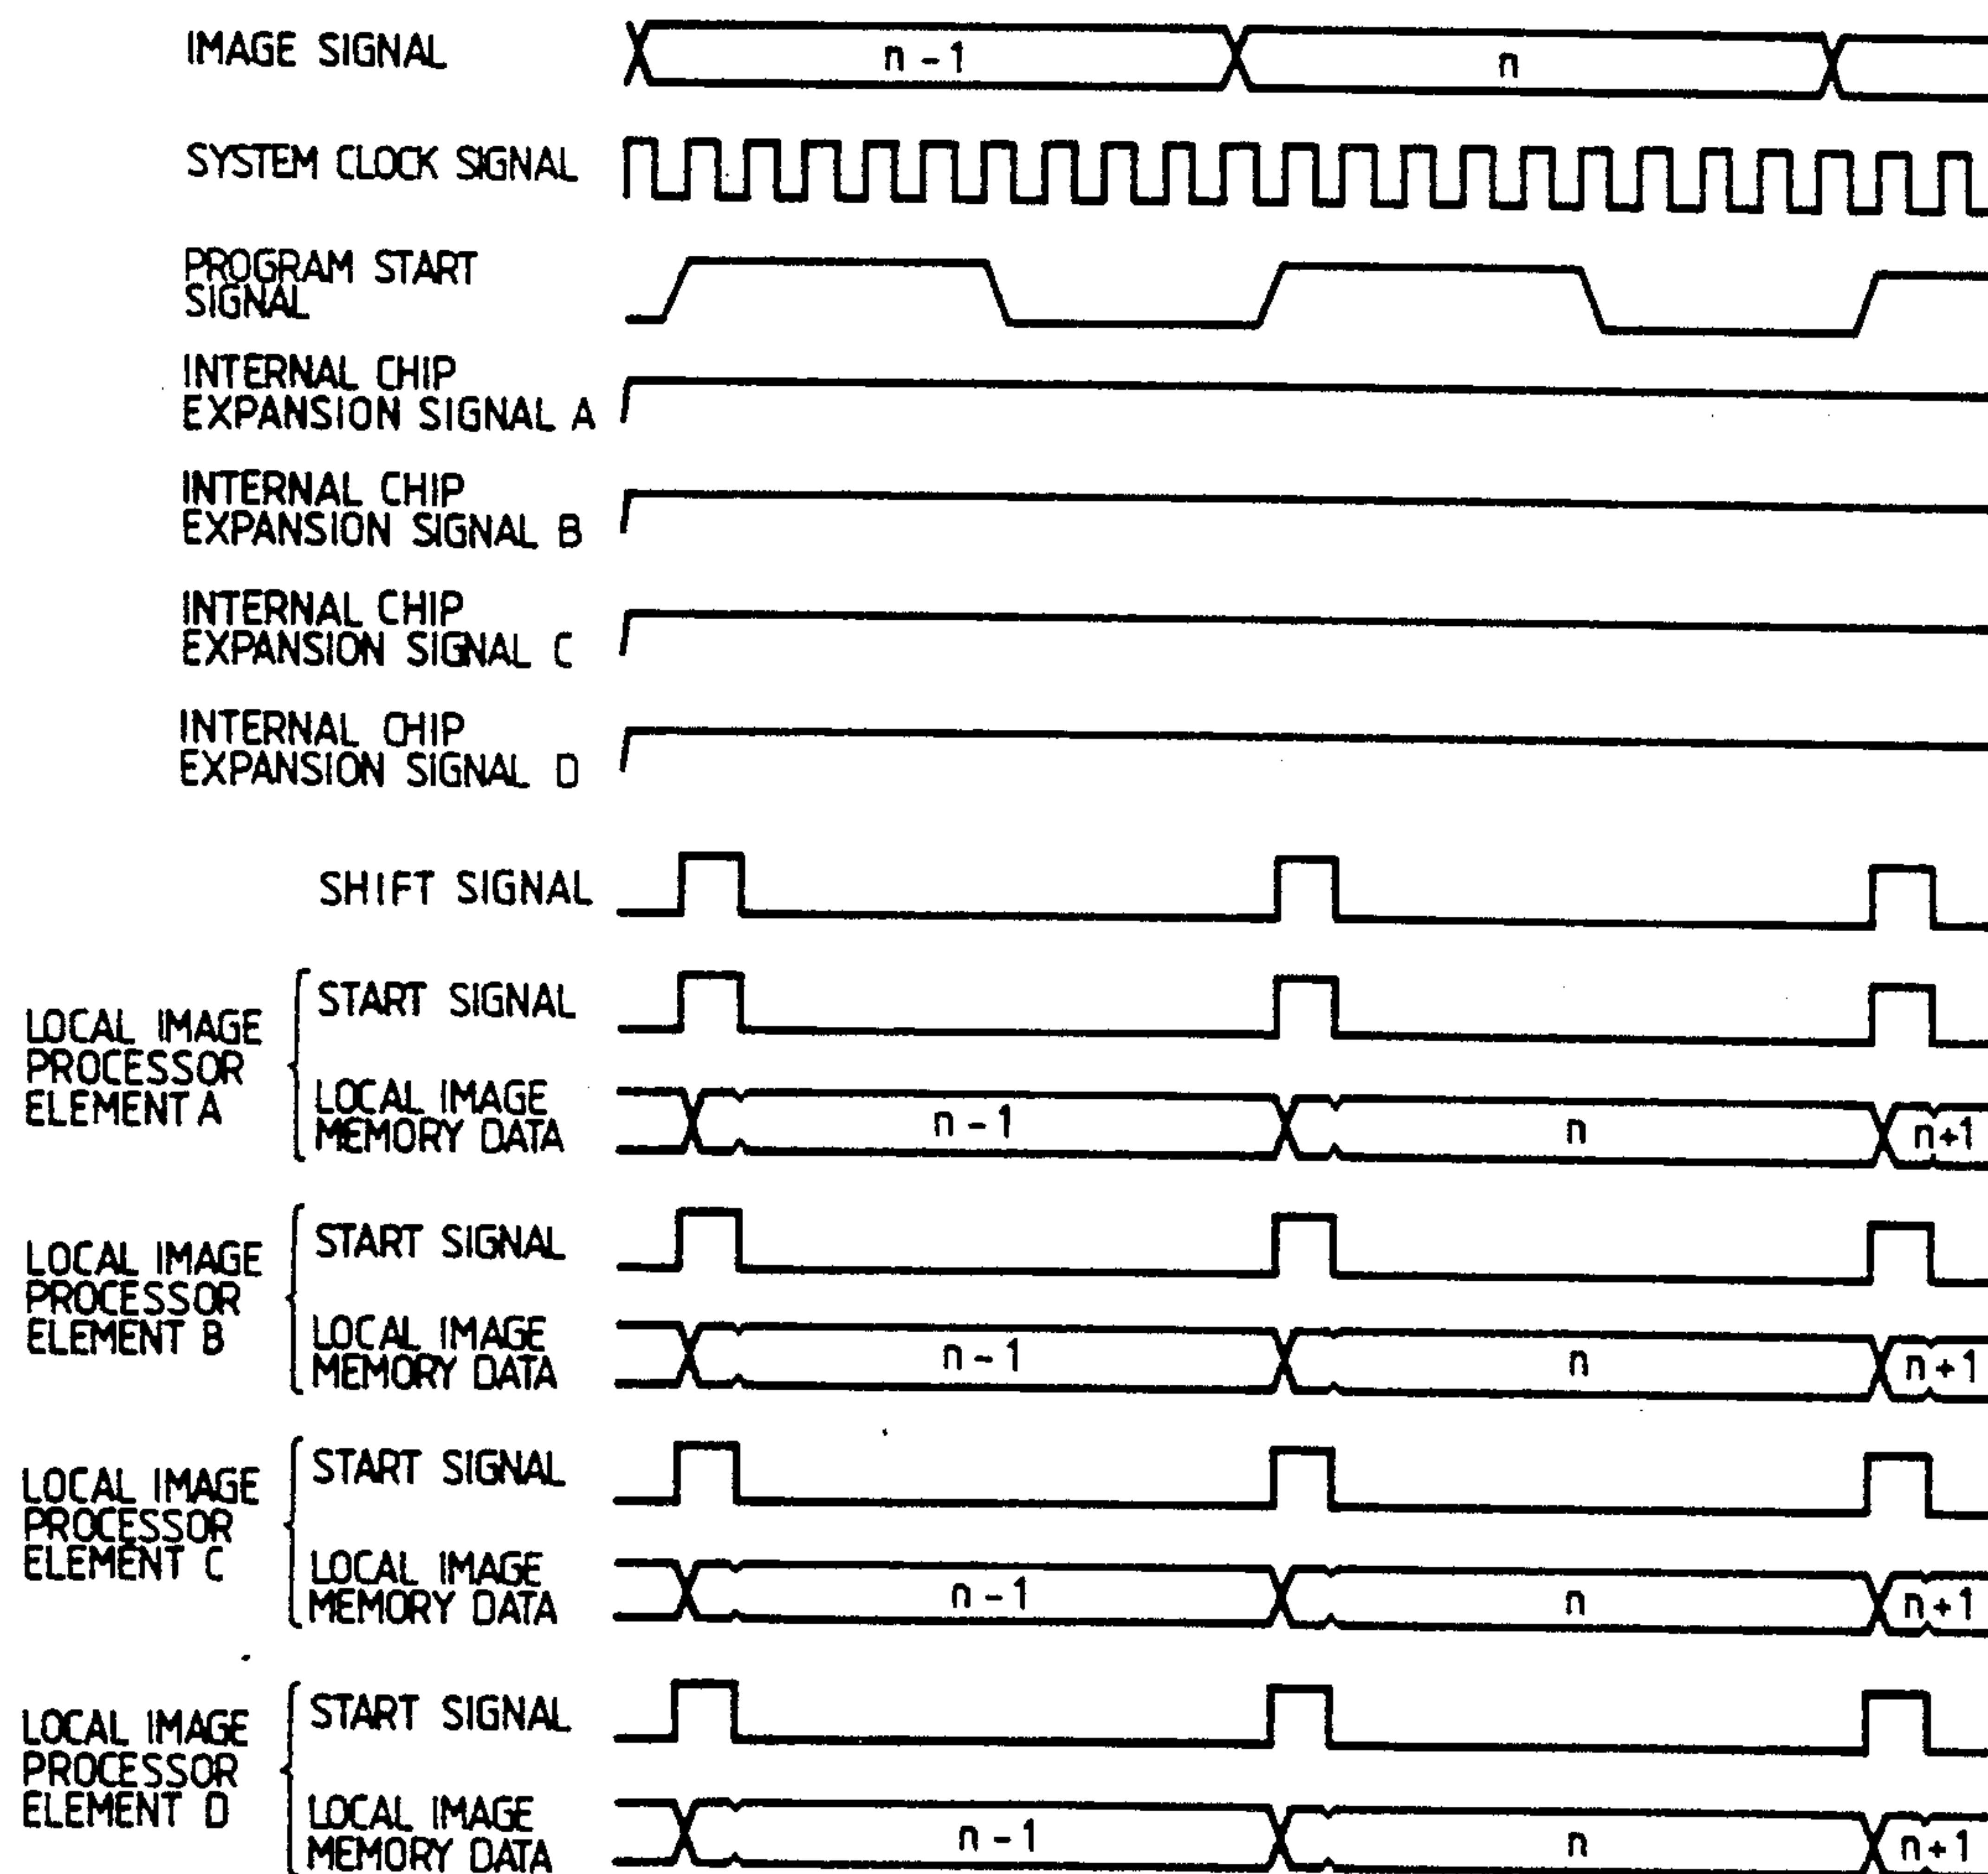 IMAGE SIGNAL
n-1
n
SYSTEM CLOCK SIGNAL
PROGRAM START
SIGNAL
INTERNAL CHIP
EXPANSION SIGNAL A
INTERNAL CHIP
EXPANSION SIGNAL B
INTERNAL CHIP
EXPANSION SIGNAL C
INTERNAL CHIP
EXPANSION SIGNAL D
SHIFT SIGNAL
LOCAL IMAGE
PROCESSOR
ELEMENT A
START SIGNAL
LOCAL IMAGE
MEMORY DATA
n-1
n
n+1
LOCAL IMAGE
PROCESSOR
ELEMENT B
START SIGNAL
LOCAL IMAGE
MEMORY DATA
n-1
n
n+1
LOCAL IMAGE
PROCESSOR
ELEMENT C
START SIGNAL
LOCAL IMAGE
MEMORY DATA
n-1
n
n+1
LOCAL IMAGE
PROCESSOR
ELEMENT D
START SIGNAL
LOCAL IMAGE
MEMORY DATA
n-1
n
n+1